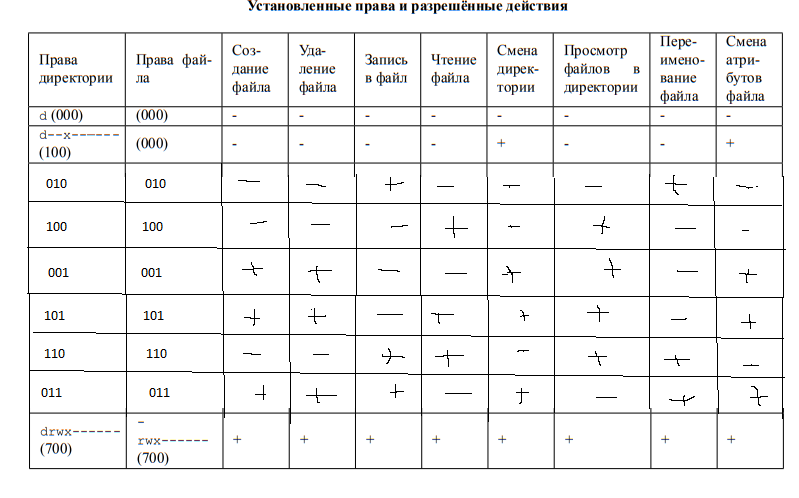 Установленные права и разрешённые действия
Права
директории
Права фай-
ла
Соз-
дание
файла
Уда-
ление
файла
Запись
в файл
Чтение
файла
Смена
дирек-
тории
Просмотр
файлов в
директории
Пере-
имено-
вание
файла
Смена
атри-
бутов
файла
d (000) (000) - - - - - - - -
d--x------
(100) (000) - - - - + - - +
010 010 - - + - - - + -
100 100 - - - + - + - -
001 001 + + - - + + - +
101 101 + + - + + + - +
110 110 - - + + - + + -
011 011 + + + - + - + +
drwx------
(700)
-
rwx------
(700)
+ + + + + + + +